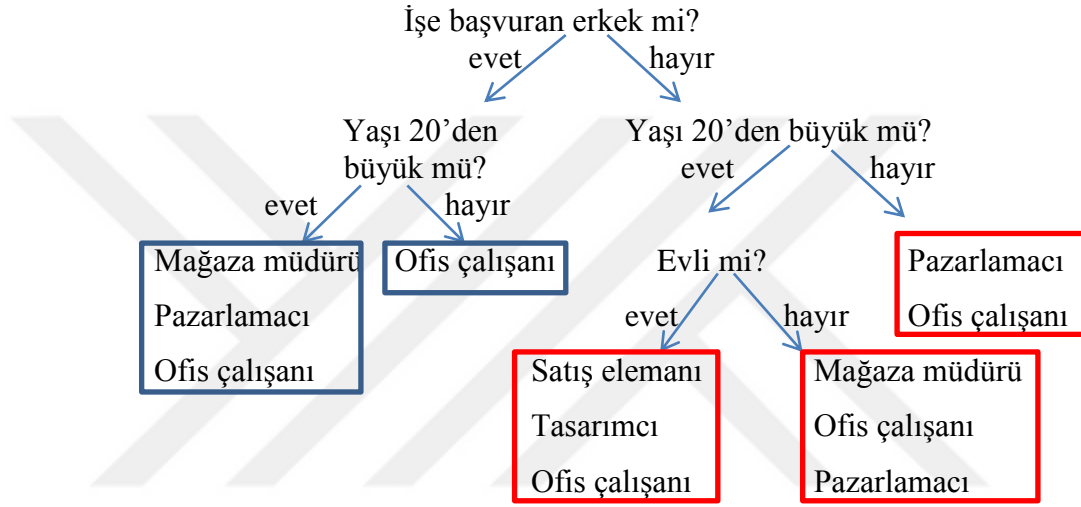 İşe başvuran erkek mi?
evet hayır
Yaşı 20’den büyük mü?
Yaşı 20’den büyük mü?
evet hayır
evet hayır
Mağaza müdürü
Pazarlamacı
Ofis çalışanı
Ofis çalışanı
Evli mi?
Pazarlamacı
Ofis çalışanı
evet hayır
Satış elemanı
Tasarımcı
Ofis çalışanı
Mağaza müdürü
Ofis çalışanı
Pazarlamacı